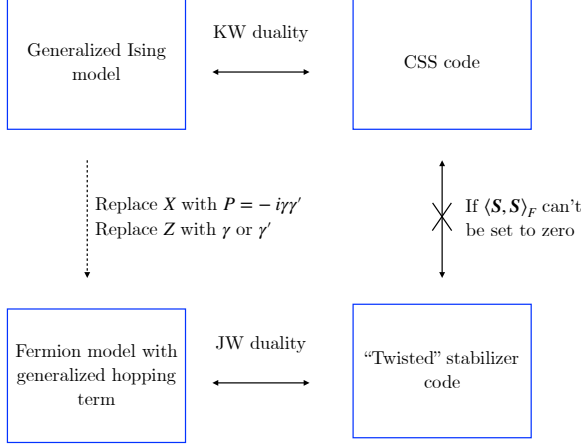 Generalized Ising
model
KW duality
CSS code
Replace X with P = − iγγ′
Replace Z with γ or γ′
If ⟨S, S⟩_F can't
be set to zero
Fermion model with
generalized hopping
term
JW duality
“Twisted” stabilizer
code